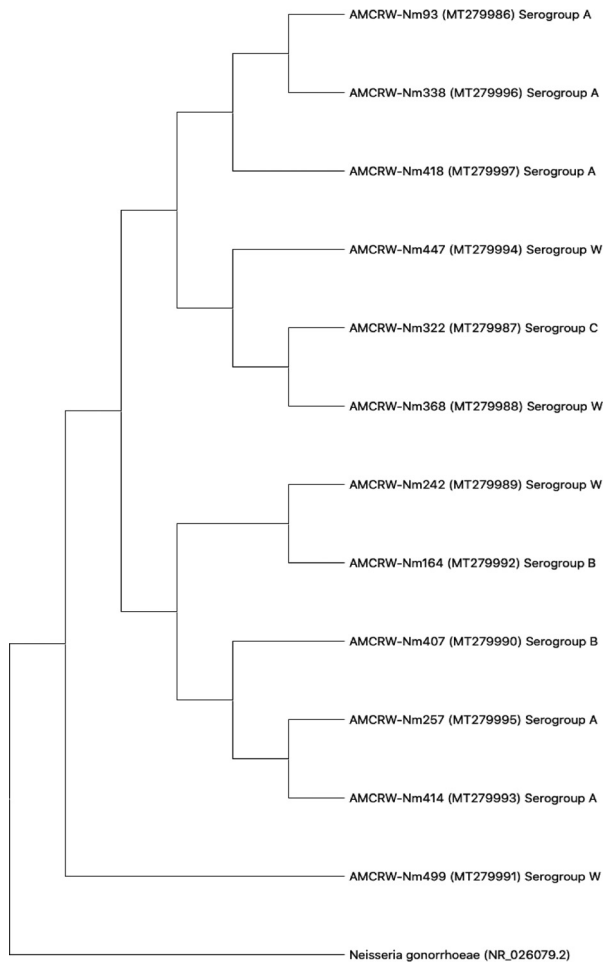 AMCRW-Nm93 (MT279986) Serogroup A
AMCRW-Nm338 (MT279996) Serogroup A
AMCRW-Nm418 (MT279997) Serogroup A
AMCRW-Nm447 (MT279994) Serogroup W
AMCRW-Nm322 (MT279987) Serogroup C
AMCRW-Nm368 (MT279988) Serogroup W
AMCRW-Nm242 (MT279989) Serogroup W
AMCRW-Nm164 (MT279992) Serogroup B
AMCRW-Nm407 (MT279990) Serogroup B
AMCRW-Nm257 (MT279995) Serogroup A
AMCRW-Nm414 (MT279993) Serogroup A
AMCRW-Nm499 (MT279991) Serogroup W
Neisseria gonorrhoeae (NR_026079.2)